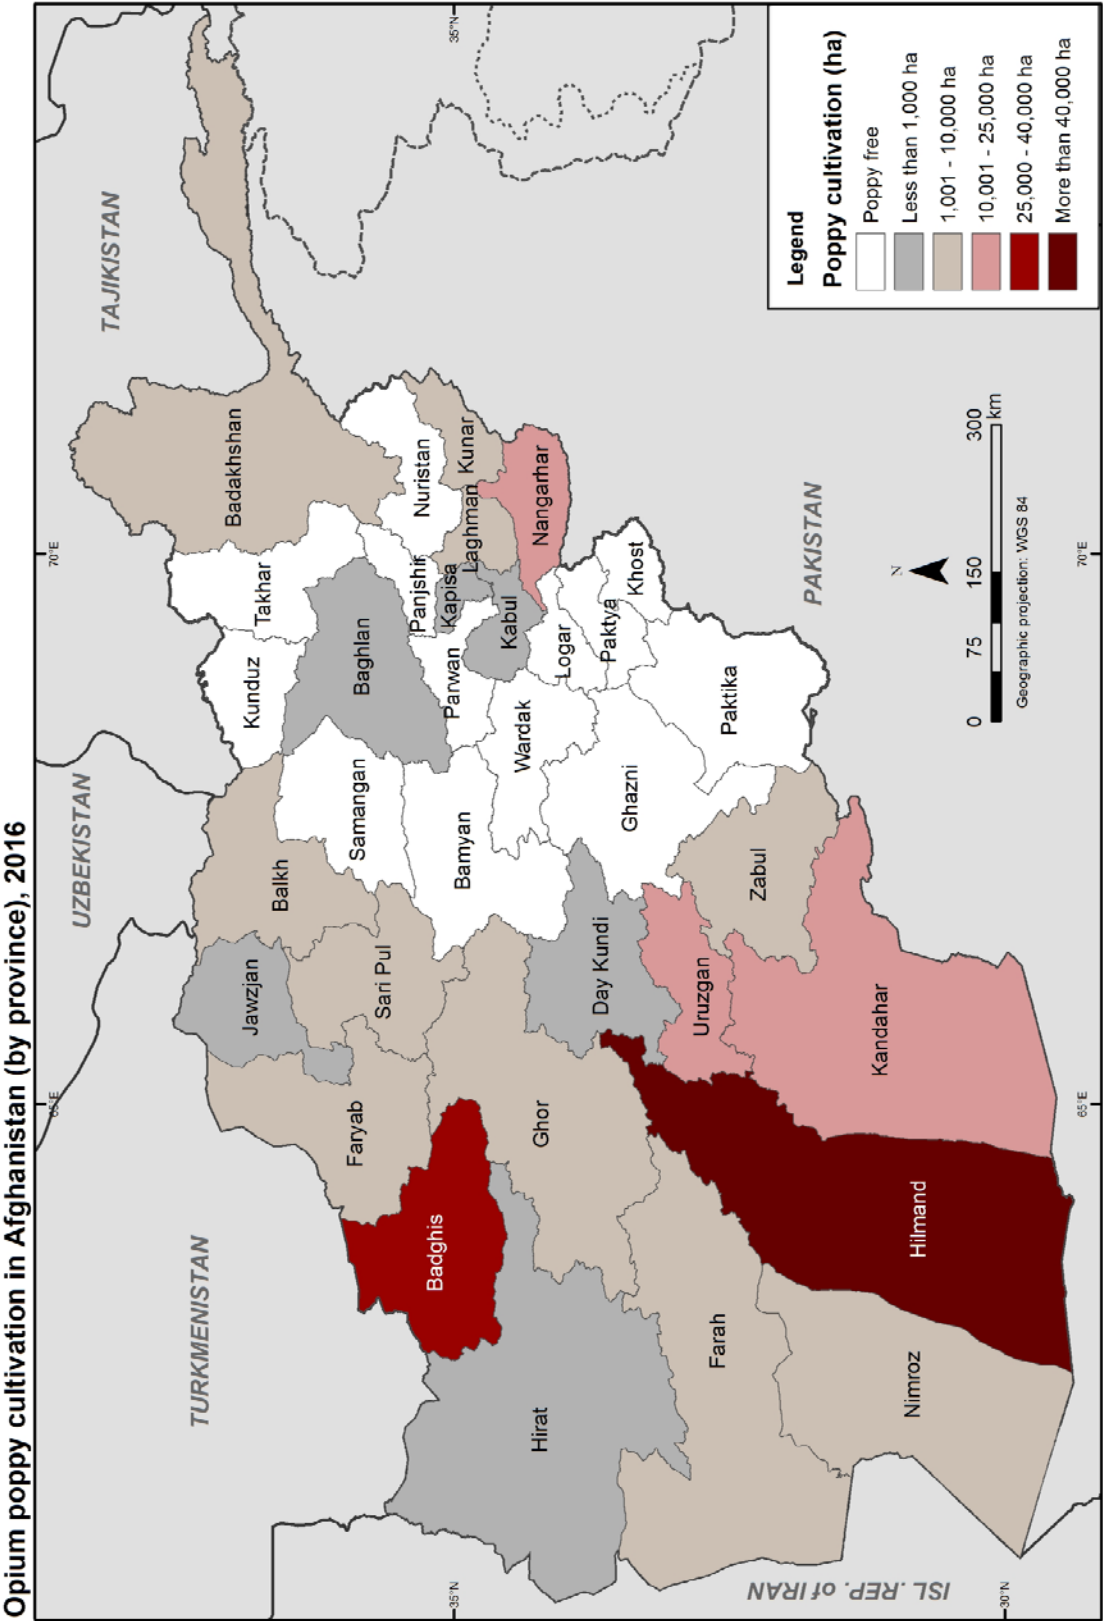 Opium poppy cultivation in Afghanistan (by province), 2016
65°E
70°E
UZBEKISTAN
TAJIKISTAN
TURKMENISTAN
35°N
35°N
Badakhshan
Takhar
Kunduz
Balkh
Jawzjan
Faryab
Sari Pul
Samangan
Baghlan
Panjshir
Nuristan
Kunar
Laghman
Kapisa
Parwan
Kabul
Nangarhar
Badghis
Bamyan
Wardak
Logar
Paktya
Khost
Hirat
Ghor
Day Kundi
Ghazni
Paktika
Farah
Uruzgan
Zabul
Nimroz
Hilmand
Kandahar
PAKISTAN
ISL. REP. of IRAN
30°N
65°E
70°E
N
0 75 150 300
km
Geographic projection: WGS 84
Legend
Poppy cultivation (ha)
Poppy free
Less than 1,000 ha
1,001 - 10,000 ha
10,001 - 25,000 ha
25,000 - 40,000 ha
More than 40,000 ha